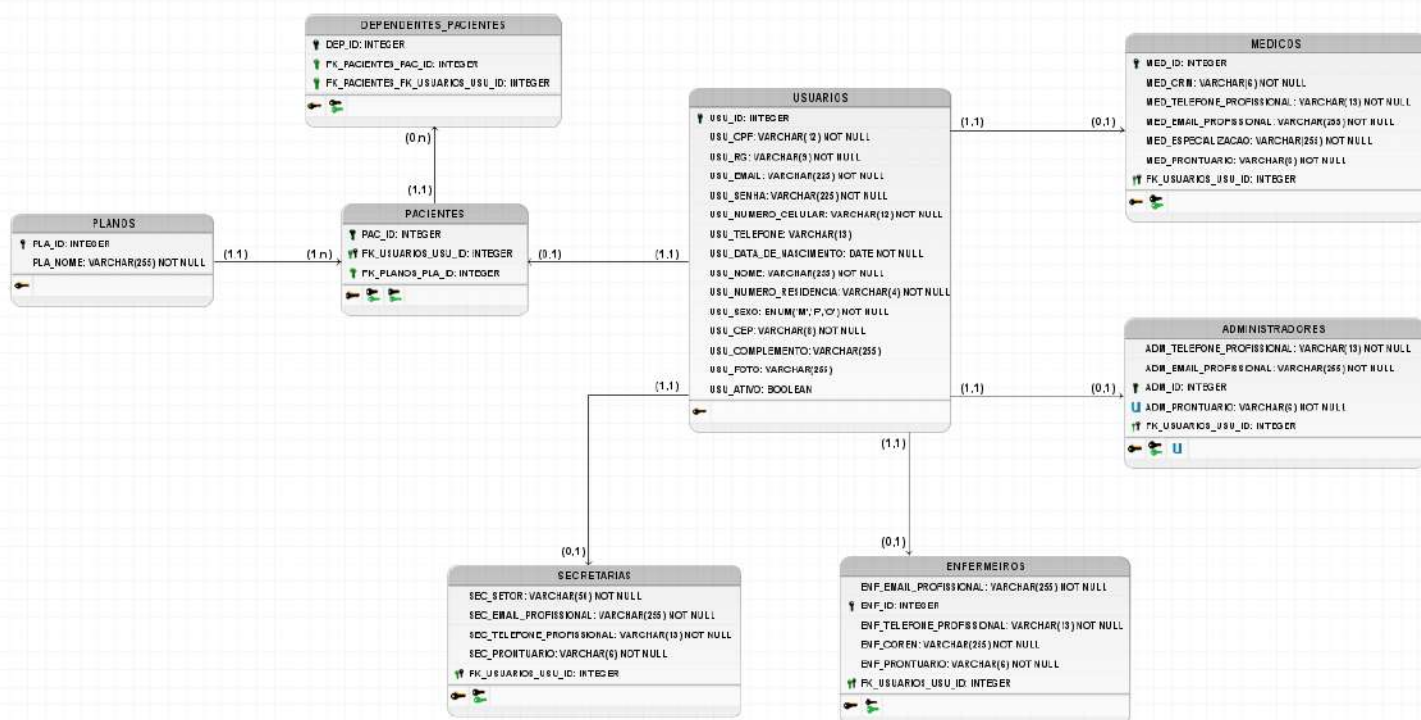 DEPENDENTES_PACIENTES
DEP_ID: INTEGER
FK_PACIENTES_PAC_ID: INTEGER
FK_PACIENTES_FK_USUARIOS_USU_ID: INTEGER
(0,n)
(1,1)
PLANOS
PLA_ID: INTEGER
PLA_NOME: VARCHAR(255) NOT NULL
(1,1)
(1,n)
PACIENTES
PAC_ID: INTEGER
FK_USUARIOS_USU_ID: INTEGER
FK_PLANOS_PLA_ID: INTEGER
(0,1)
(1,1)
USUARIOS
USU_ID: INTEGER
USU_CPF: VARCHAR(12) NOT NULL
USU_RG: VARCHAR(9) NOT NULL
USU_EMAIL: VARCHAR(225) NOT NULL
USU_SENHA: VARCHAR(225) NOT NULL
USU_NUMERO_CELULAR: VARCHAR(12) NOT NULL
USU_TELEFONE: VARCHAR(13)
USU_DATA_DE_NASCIMENTO: DATE NOT NULL
USU_NOME: VARCHAR(255) NOT NULL
USU_NUMERO_RESIDENCIA: VARCHAR(4) NOT NULL
USU_SEXO: ENUM('M','F','O') NOT NULL
USU_CEP: VARCHAR(8) NOT NULL
USU_COMPLEMENTO: VARCHAR(255)
USU_FOTO: VARCHAR(255)
USU_ATIVO: BOOLEAN
(1,1)
(0,1)
MEDICOS
MED_ID: INTEGER
MED_CRM: VARCHAR(6) NOT NULL
MED_TELEFONE_PROFISSIONAL: VARCHAR(13) NOT NULL
MED_EMAIL_PROFISSIONAL: VARCHAR(255) NOT NULL
MED_ESPECIALIZACAO: VARCHAR(255) NOT NULL
MED_PRONTUARIO: VARCHAR(6) NOT NULL
FK_USUARIOS_USU_ID: INTEGER
(1,1)
(0,1)
ADMINISTRADORES
ADM_TELEFONE_PROFISSIONAL: VARCHAR(13) NOT NULL
ADM_EMAIL_PROFISSIONAL: VARCHAR(255) NOT NULL
ADM_ID: INTEGER
U ADM_PRONTUARIO: VARCHAR(6) NOT NULL
FK_USUARIOS_USU_ID: INTEGER
U
(1,1)
(0,1)
SECRETARIAS
SEC_SETOR: VARCHAR(50) NOT NULL
SEC_EMAIL_PROFISSIONAL: VARCHAR(255) NOT NULL
SEC_TELEFONE_PROFISSIONAL: VARCHAR(13) NOT NULL
SEC_PRONTUARIO: VARCHAR(6) NOT NULL
FK_USUARIOS_USU_ID: INTEGER
(1,1)
(0,1)
ENFERMEIROS
ENF_EMAIL_PROFISSIONAL: VARCHAR(255) NOT NULL
ENF_ID: INTEGER
ENF_TELEFONE_PROFISSIONAL: VARCHAR(13) NOT NULL
ENF_COREN: VARCHAR(255) NOT NULL
ENF_PRONTUARIO: VARCHAR(6) NOT NULL
FK_USUARIOS_USU_ID: INTEGER